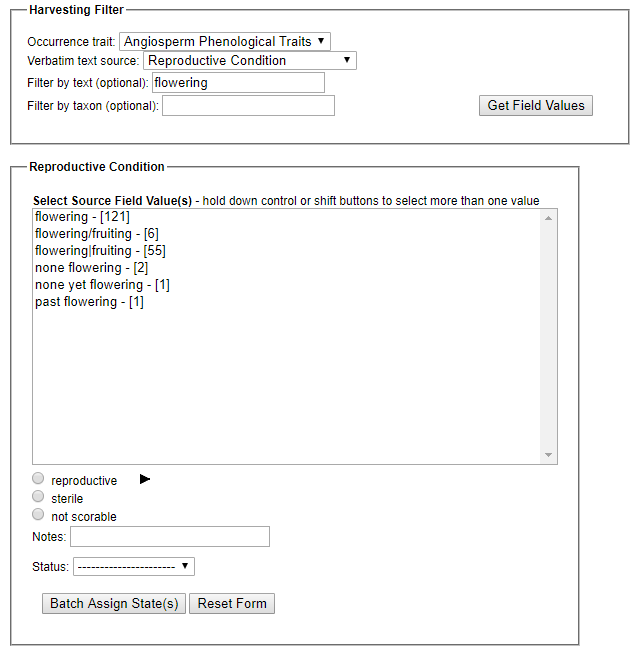 Harvesting Filter
Occurrence trait: Angiosperm Phenological Traits
Verbatim text source: Reproductive Condition
Filter by text (optional): flowering
Filter by taxon (optional):
Get Field Values
Reproductive Condition
Select Source Field Value(s) - hold down control or shift buttons to select more than one value
flowering - [121]
flowering/fruiting - [6]
flowering|fruiting - [55]
none flowering - [2]
none yet flowering - [1]
past flowering - [1]
reproductive
sterile
not scorable
Notes:
Status: ----------------------
Batch Assign State(s) Reset Form